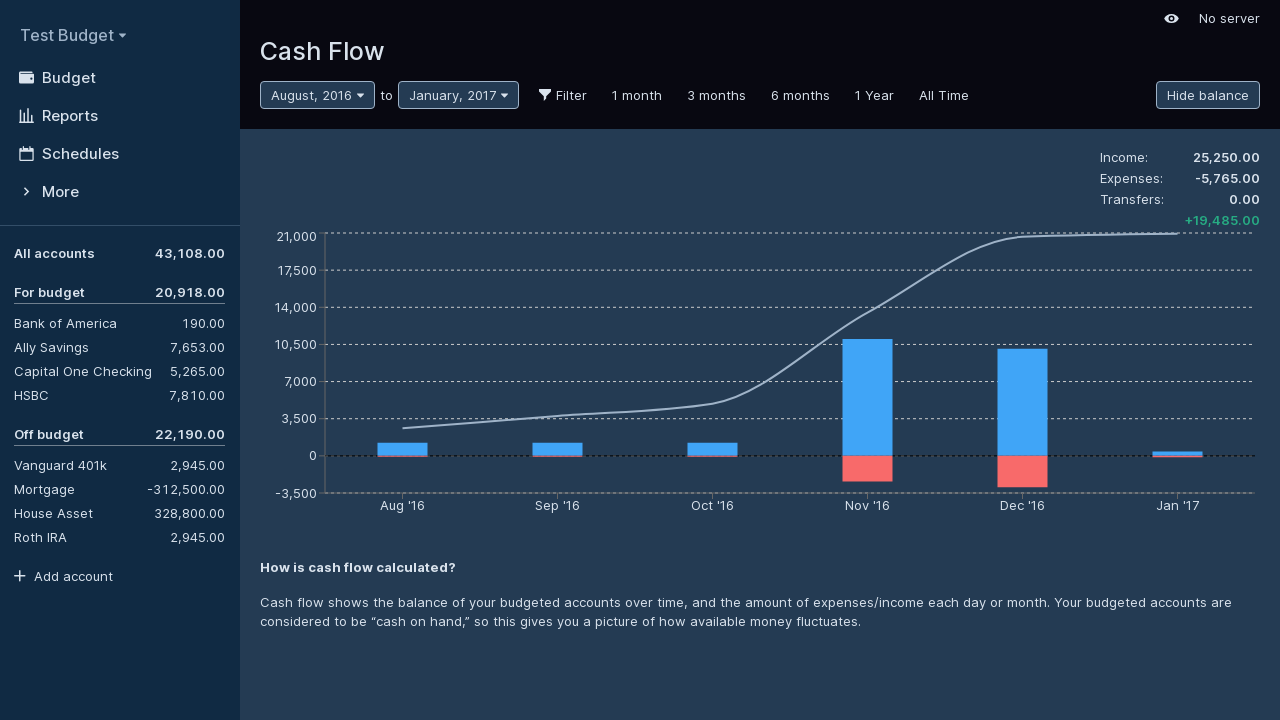 Test Budget
Budget
Reports
Schedules
More
All accounts 43,108.00
For budget 20,918.00
Bank of America 190.00
Ally Savings 7,653.00
Capital One Checking 5,265.00
HSBC 7,810.00
Off budget 22,190.00
Vanguard 401k 2,945.00
Mortgage -312,500.00
House Asset 328,800.00
Roth IRA 2,945.00
Add account
No server
Cash Flow
August, 2016 to January, 2017 Filter 1 month 3 months 6 months 1 Year All Time Hide balance
Income: 25,250.00
Expenses: -5,765.00
Transfers: 0.00
+19,485.00
21,000
17,500
14,000
10,500
7,000
3,500
0
-3,500
Aug '16 Sep '16 Oct '16 Nov '16 Dec '16 Jan '17
How is cash flow calculated?
Cash flow shows the balance of your budgeted accounts over time, and the amount of expenses/income each day or month. Your budgeted accounts are
considered to be “cash on hand,” so this gives you a picture of how available money fluctuates.